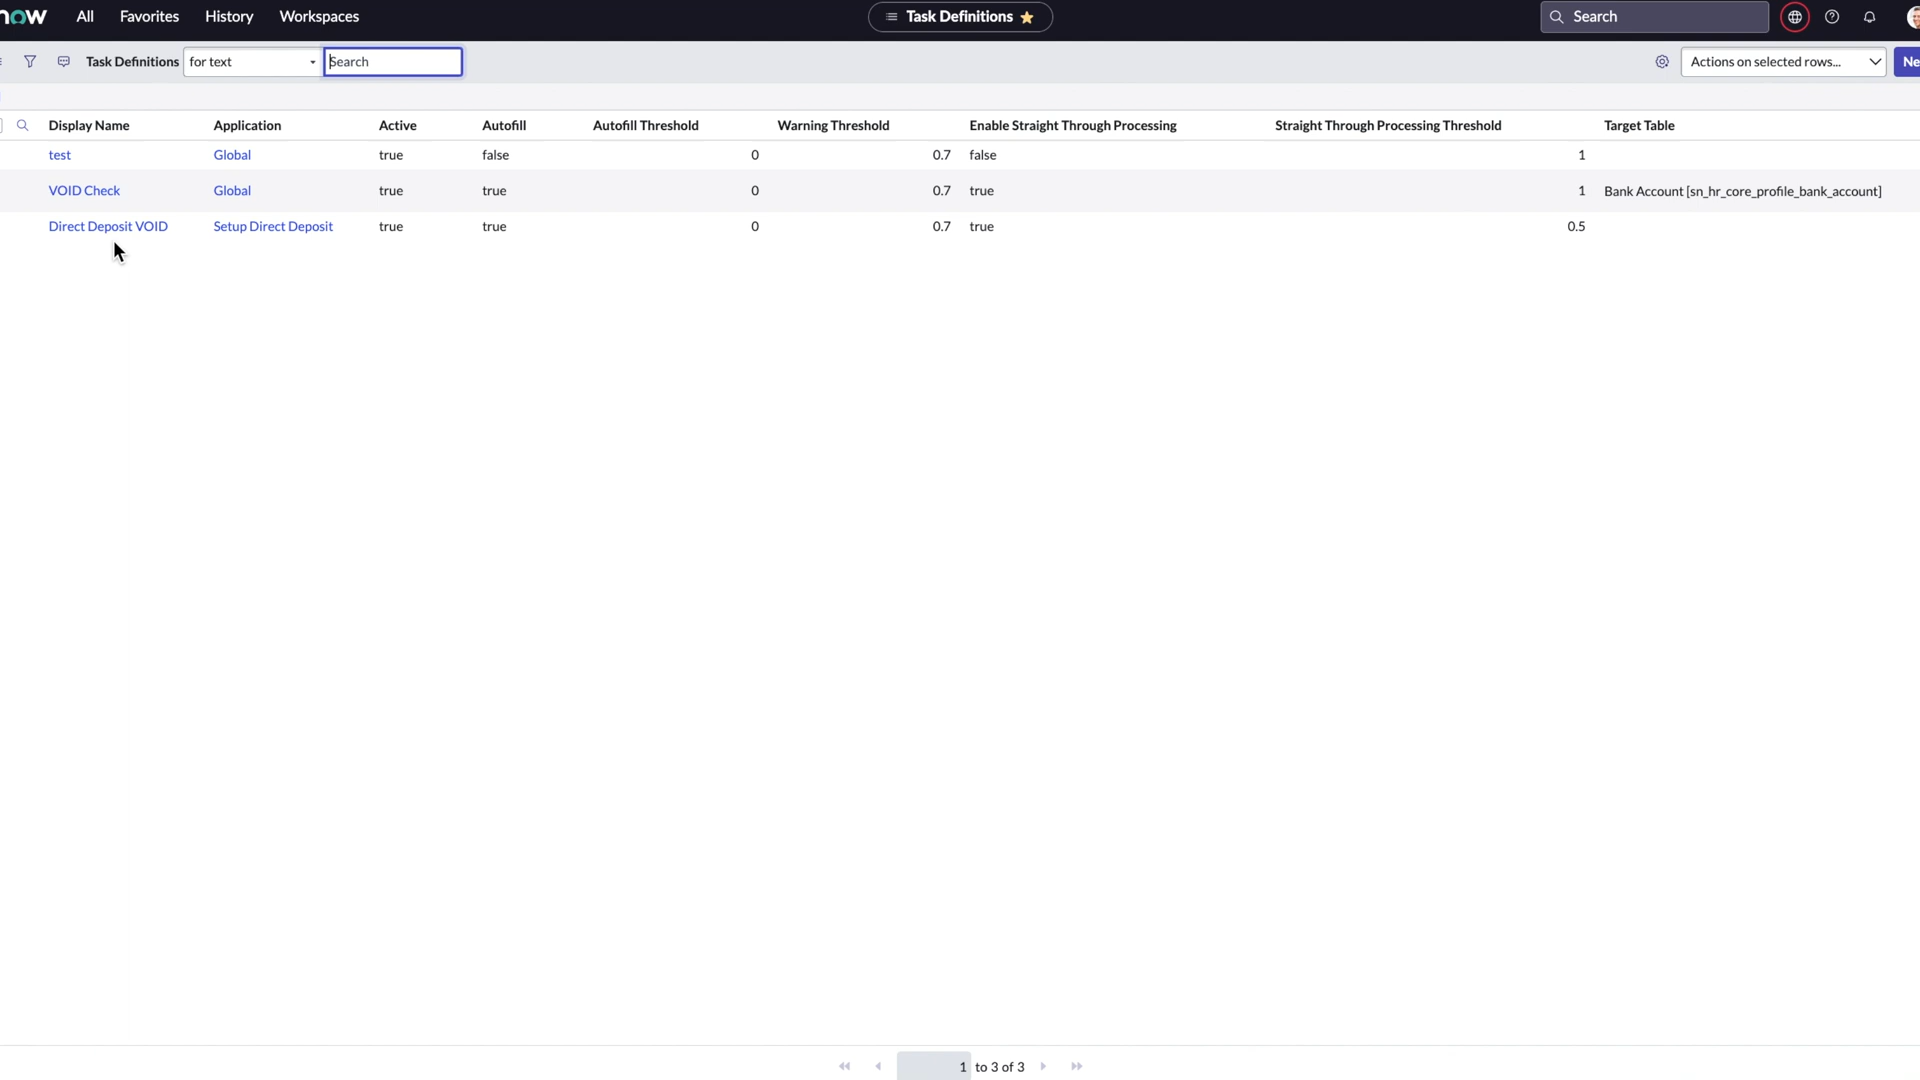 now All Favorites History Workspaces Task Definitions Search
Task Definitions for text Search Actions on selected rows... Ne
Display Name Application Active Autofill Autofill Threshold Warning Threshold Enable Straight Through Processing Straight Through Processing Threshold Target Table
test Global true false 0 0.7 false 1
VOID Check Global true true 0 0.7 true 1 Bank Account [sn_hr_core_profile_bank_account]
Direct Deposit VOID Setup Direct Deposit true true 0 0.7 true 0.5
1 to 3 of 3